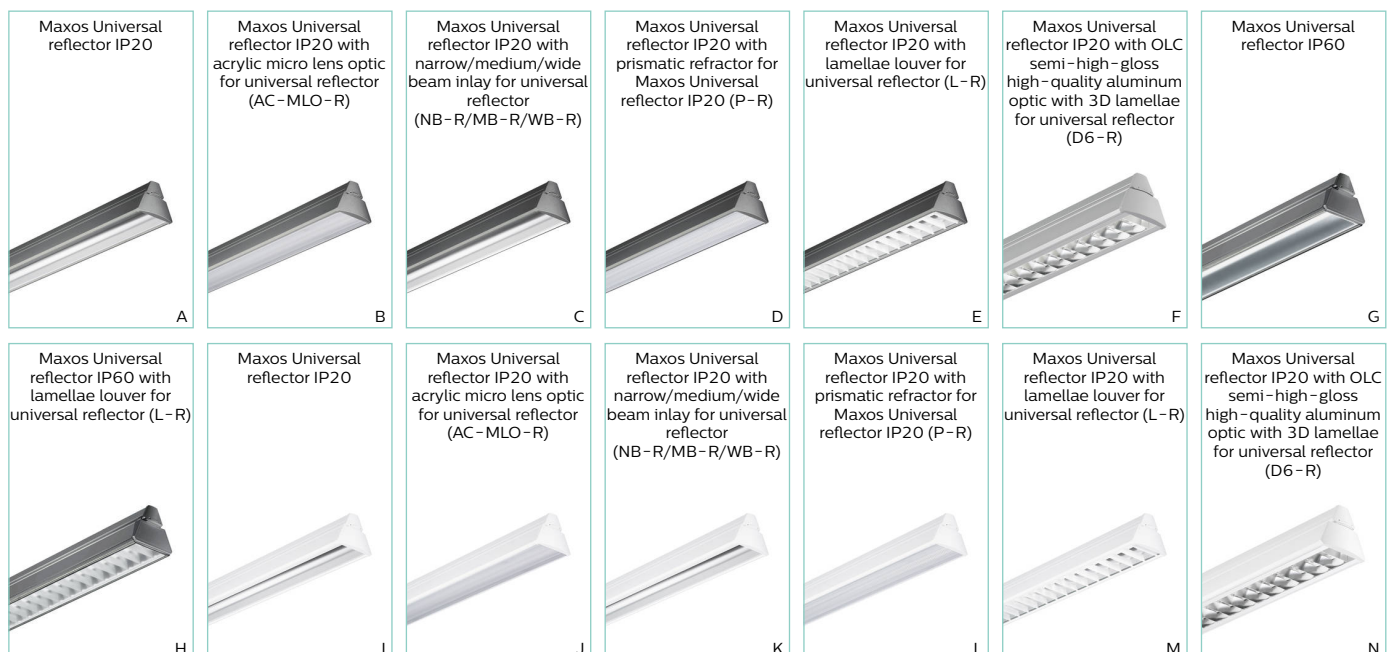 Maxos Universal
reflector IP20
A
Maxos Universal
reflector IP20 with
acrylic micro lens optic
for universal reflector
(AC-MLO-R)
B
Maxos Universal
reflector IP20 with
narrow/medium/wide
beam inlay for universal
reflector
(NB-R/MB-R/WB-R)
C
Maxos Universal
reflector IP20 with
prismatic refractor for
Maxos Universal
reflector IP20 (P-R)
D
Maxos Universal
reflector IP20 with
lamellae louver for
universal reflector (L-R)
E
Maxos Universal
reflector IP20 with OLC
semi-high-gloss
high-quality aluminum
optic with 3D lamellae
for universal reflector
(D6-R)
F
Maxos Universal
reflector IP60
G
Maxos Universal
reflector IP60 with
lamellae louver for
universal reflector (L-R)
H
Maxos Universal
reflector IP20
I
Maxos Universal
reflector IP20 with
acrylic micro lens optic
for universal reflector
(AC-MLO-R)
J
Maxos Universal
reflector IP20 with
narrow/medium/wide
beam inlay for universal
reflector
(NB-R/MB-R/WB-R)
K
Maxos Universal
reflector IP20 with
prismatic refractor for
Maxos Universal
reflector IP20 (P-R)
L
Maxos Universal
reflector IP20 with
lamellae louver for
universal reflector (L-R)
M
Maxos Universal
reflector IP20 with OLC
semi-high-gloss
high-quality aluminum
optic with 3D lamellae
for universal reflector
(D6-R)
N